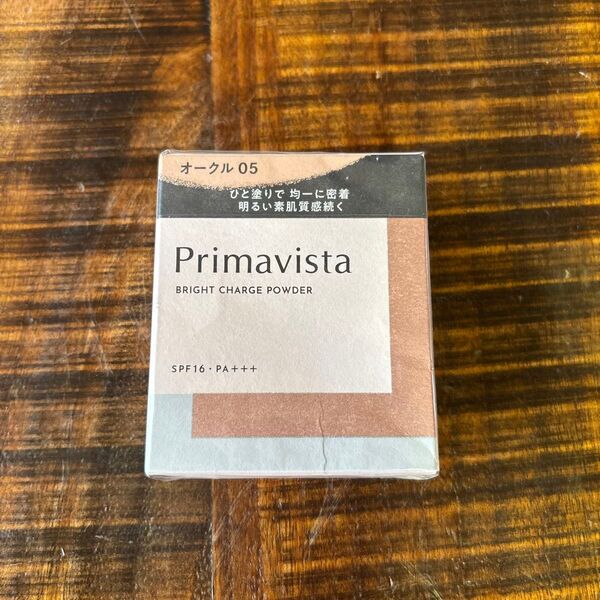 オークル 05
ひと塗りで 均一に密着
明るい素肌質感続く
Primavista
BRIGHT CHARGE POWDER
SPF16・PA+++